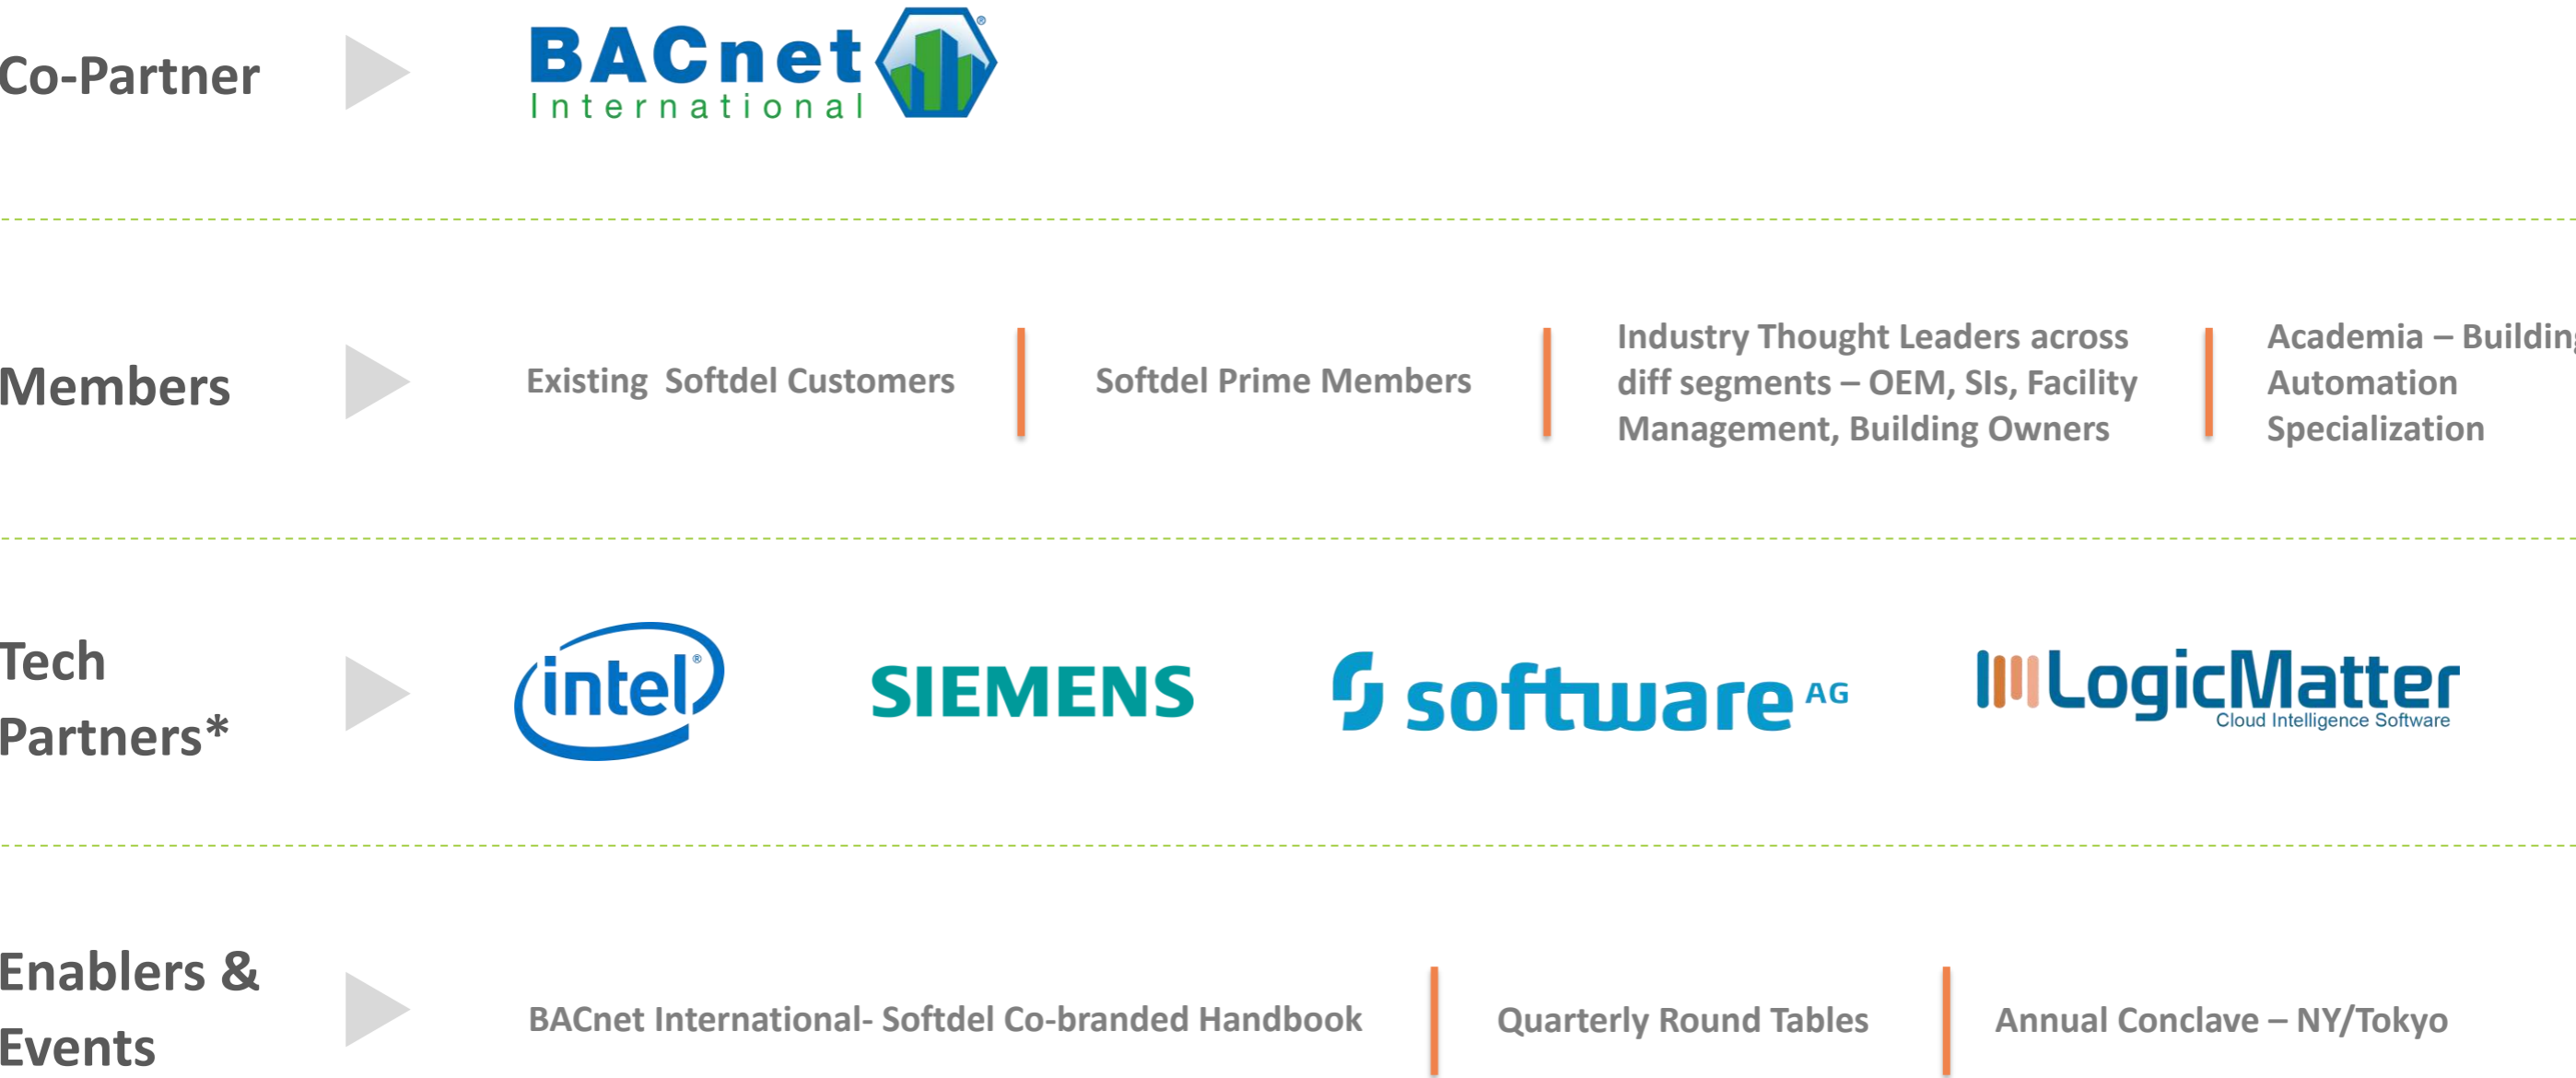 Co-Partner
BACnet ®
International
Members
Existing Softdel Customers
Softdel Prime Members
Industry Thought Leaders across
diff segments – OEM, SIs, Facility
Management, Building Owners
Academia – Building
Automation
Specialization
Tech
Partners*
intel ®
SIEMENS
software AG
LogicMatter
Cloud Intelligence Software
Enablers &
Events
BACnet International- Softdel Co-branded Handbook
Quarterly Round Tables
Annual Conclave – NY/Tokyo